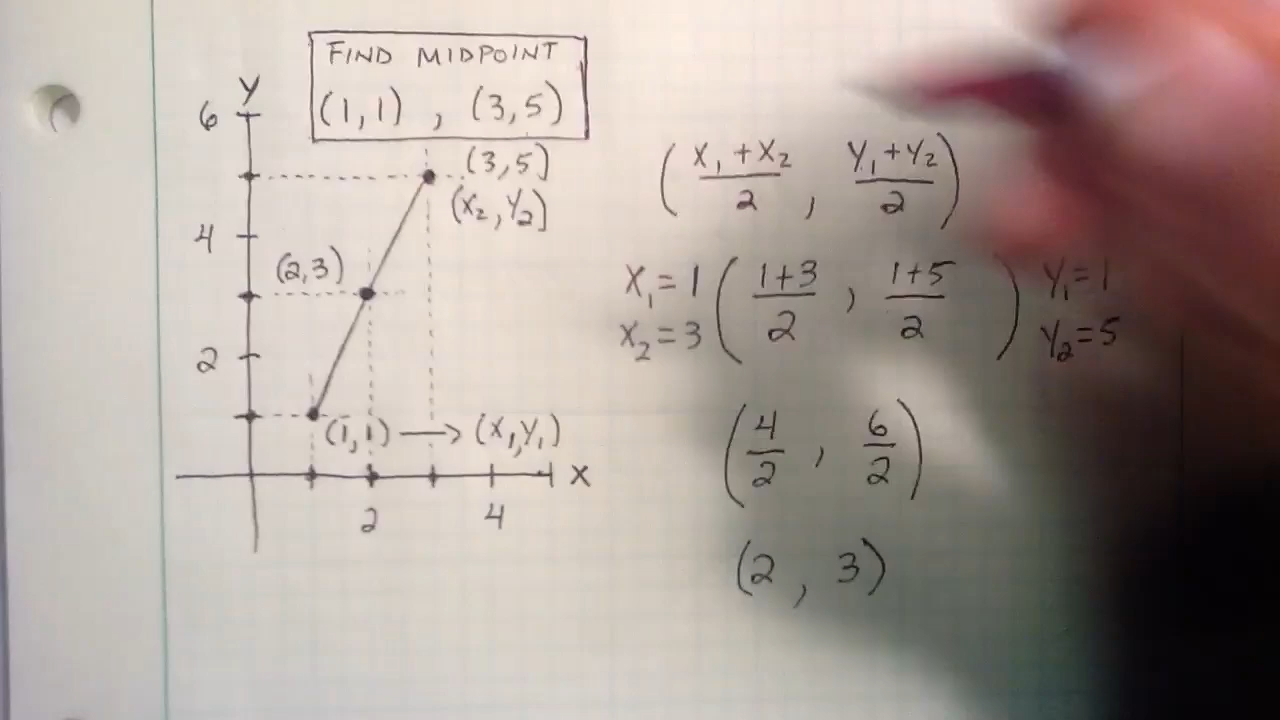 FIND MIDPOINT
(1,1) , (3,5)
Y
6
(3,5)
(X₂,Y₂)
4
(2,3)
2
(1,1) → (X₁,Y₁)
X
2 4
(X₁+X₂/2 , Y₁+Y₂/2)
X₁=1 (1+3/2 , 1+5/2) Y₁=1
X₂=3 Y₂=5
(4/2 , 6/2)
(2 , 3)